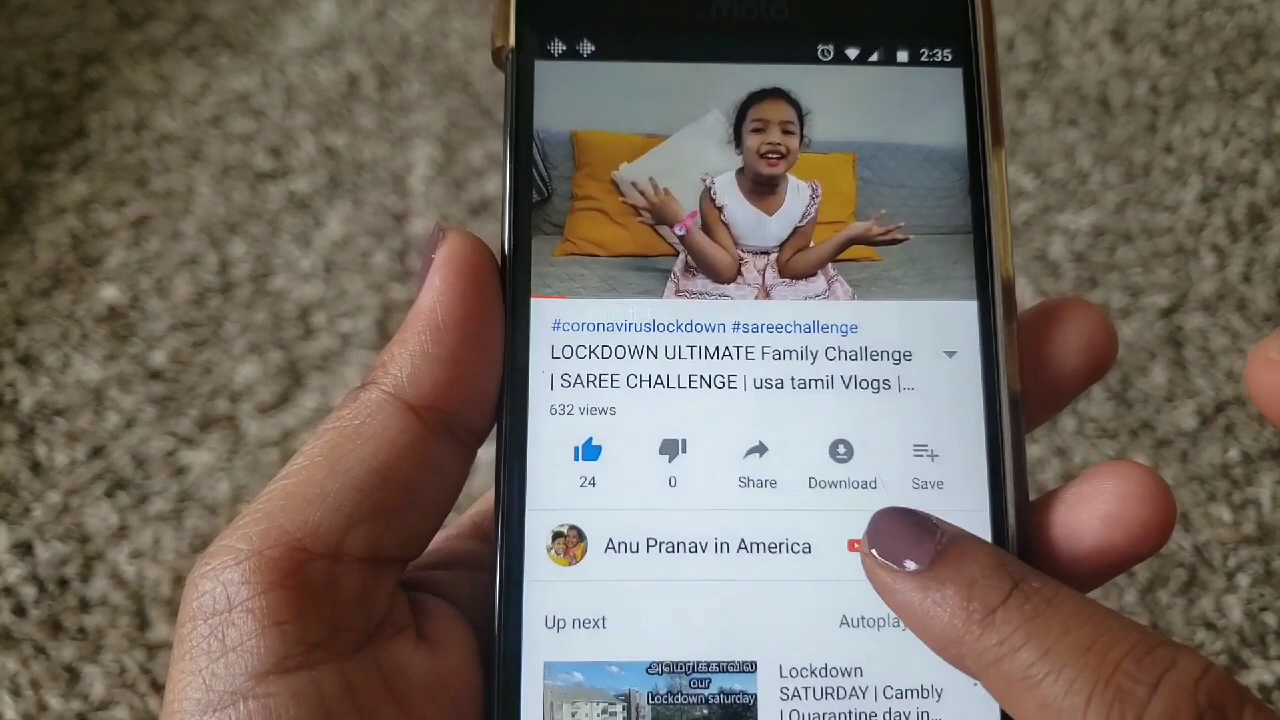 moto
2:35
#coronaviruslockdown #sareechallenge
LOCKDOWN ULTIMATE Family Challenge
| SAREE CHALLENGE | usa tamil Vlogs |...
632 views
24
0
Share
Download
Save
Anu Pranav in America
Up next
Autoplay
அமெரிக்காவில்
our
Lockdown saturday
Lockdown
SATURDAY | Cambly
| Quarantine day in...